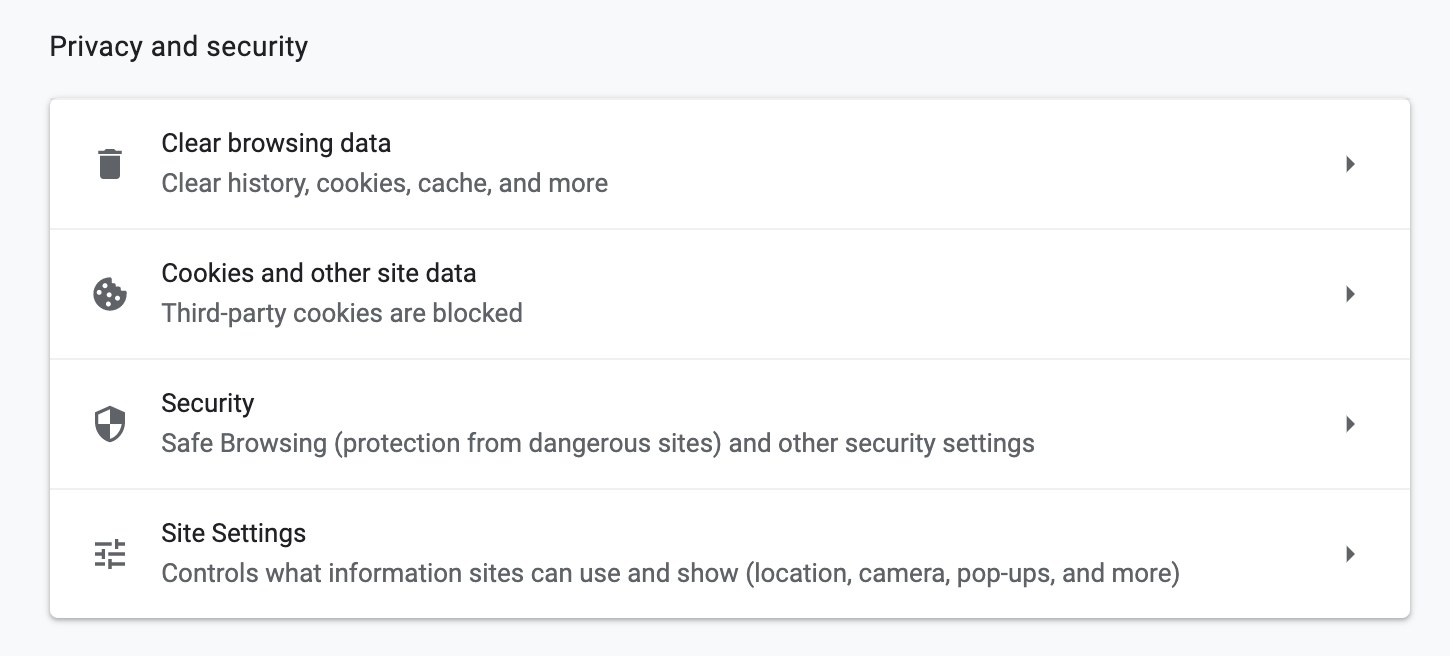 Privacy and security
Clear browsing data
Clear history, cookies, cache, and more
Cookies and other site data
Third-party cookies are blocked
Security
Safe Browsing (protection from dangerous sites) and other security settings
Site Settings
Controls what information sites can use and show (location, camera, pop-ups, and more)